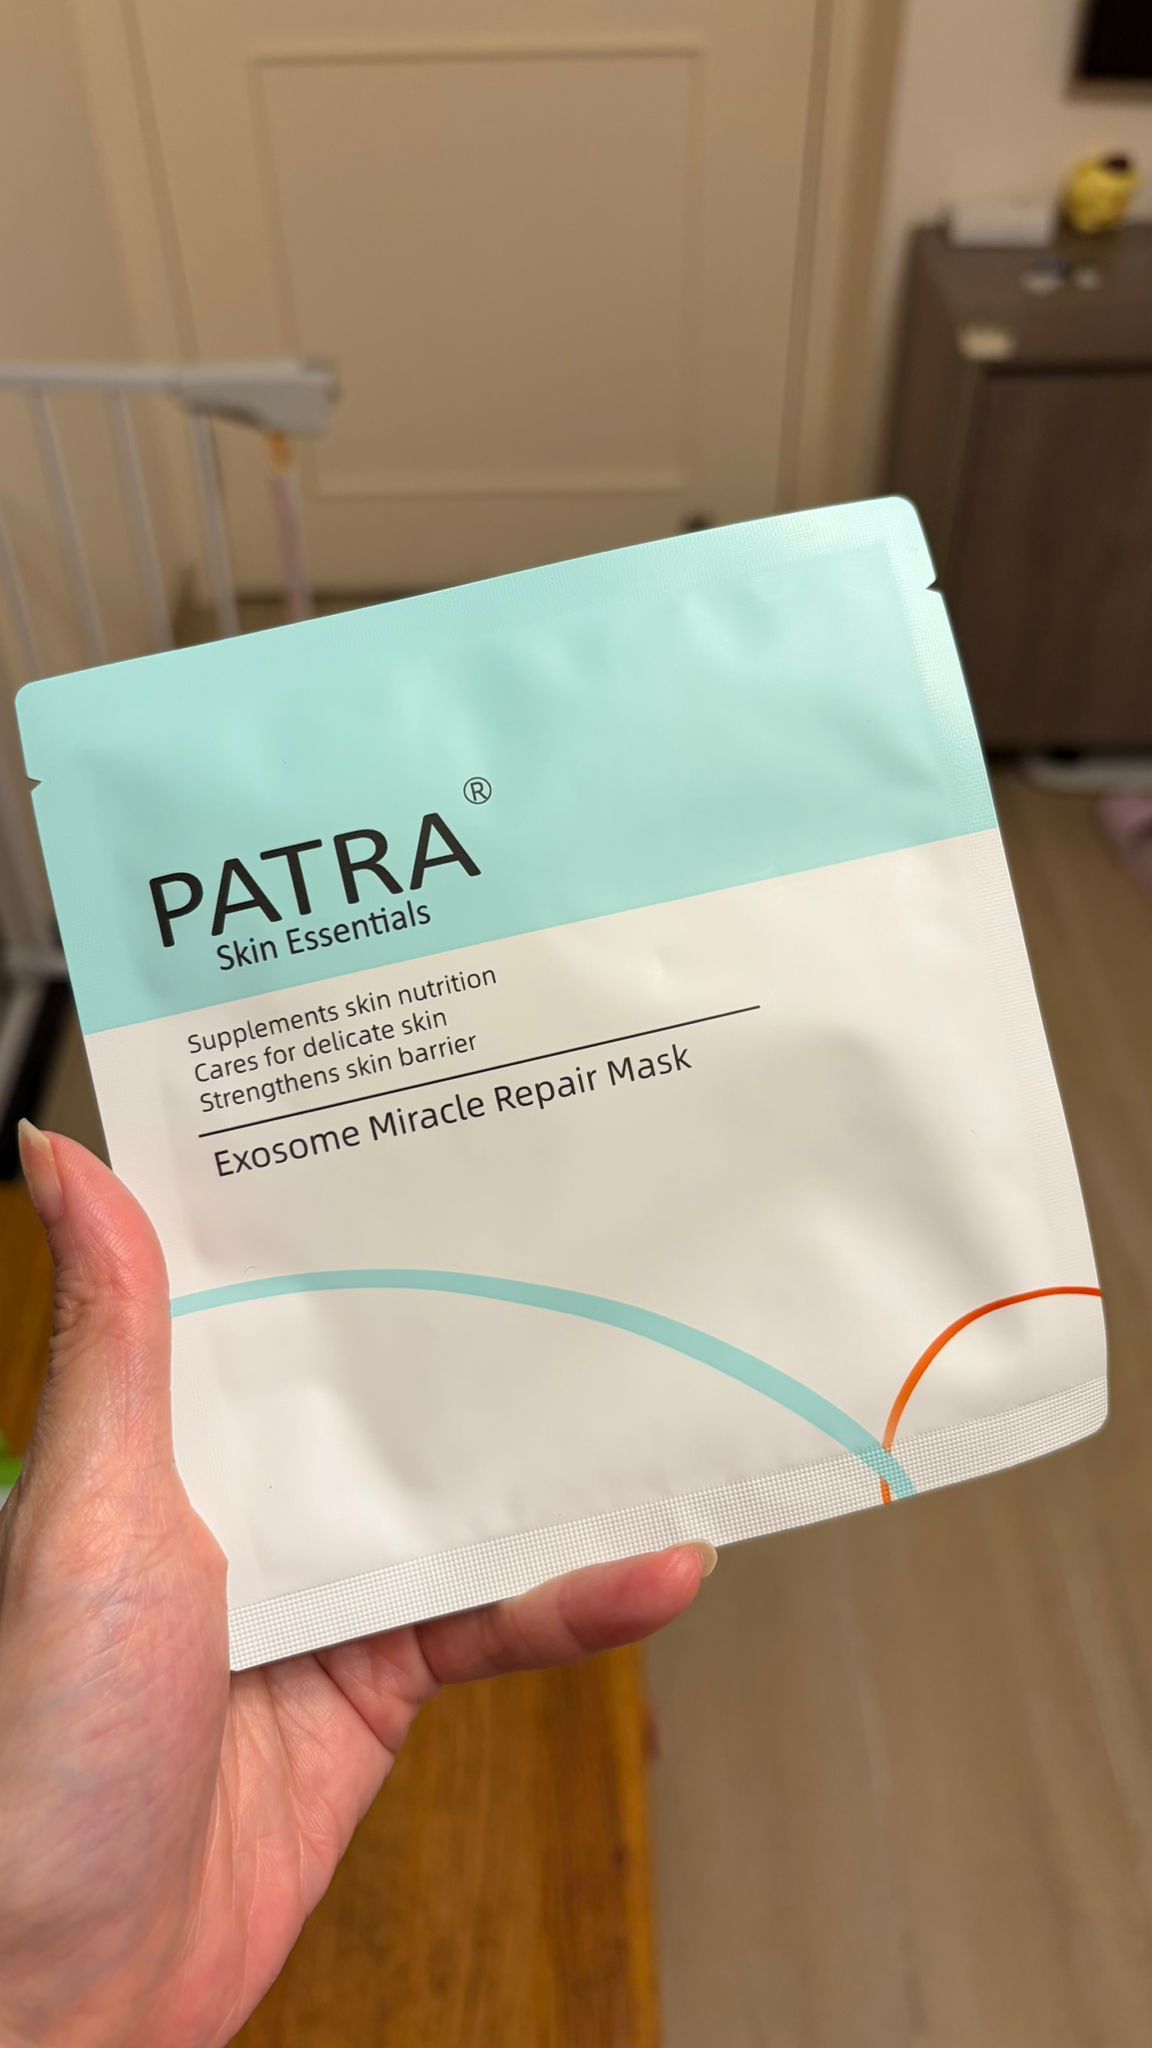 PATRA®
Skin Essentials
Supplements skin nutrition
Cares for delicate skin
Strengthens skin barrier
Exosome Miracle Repair Mask